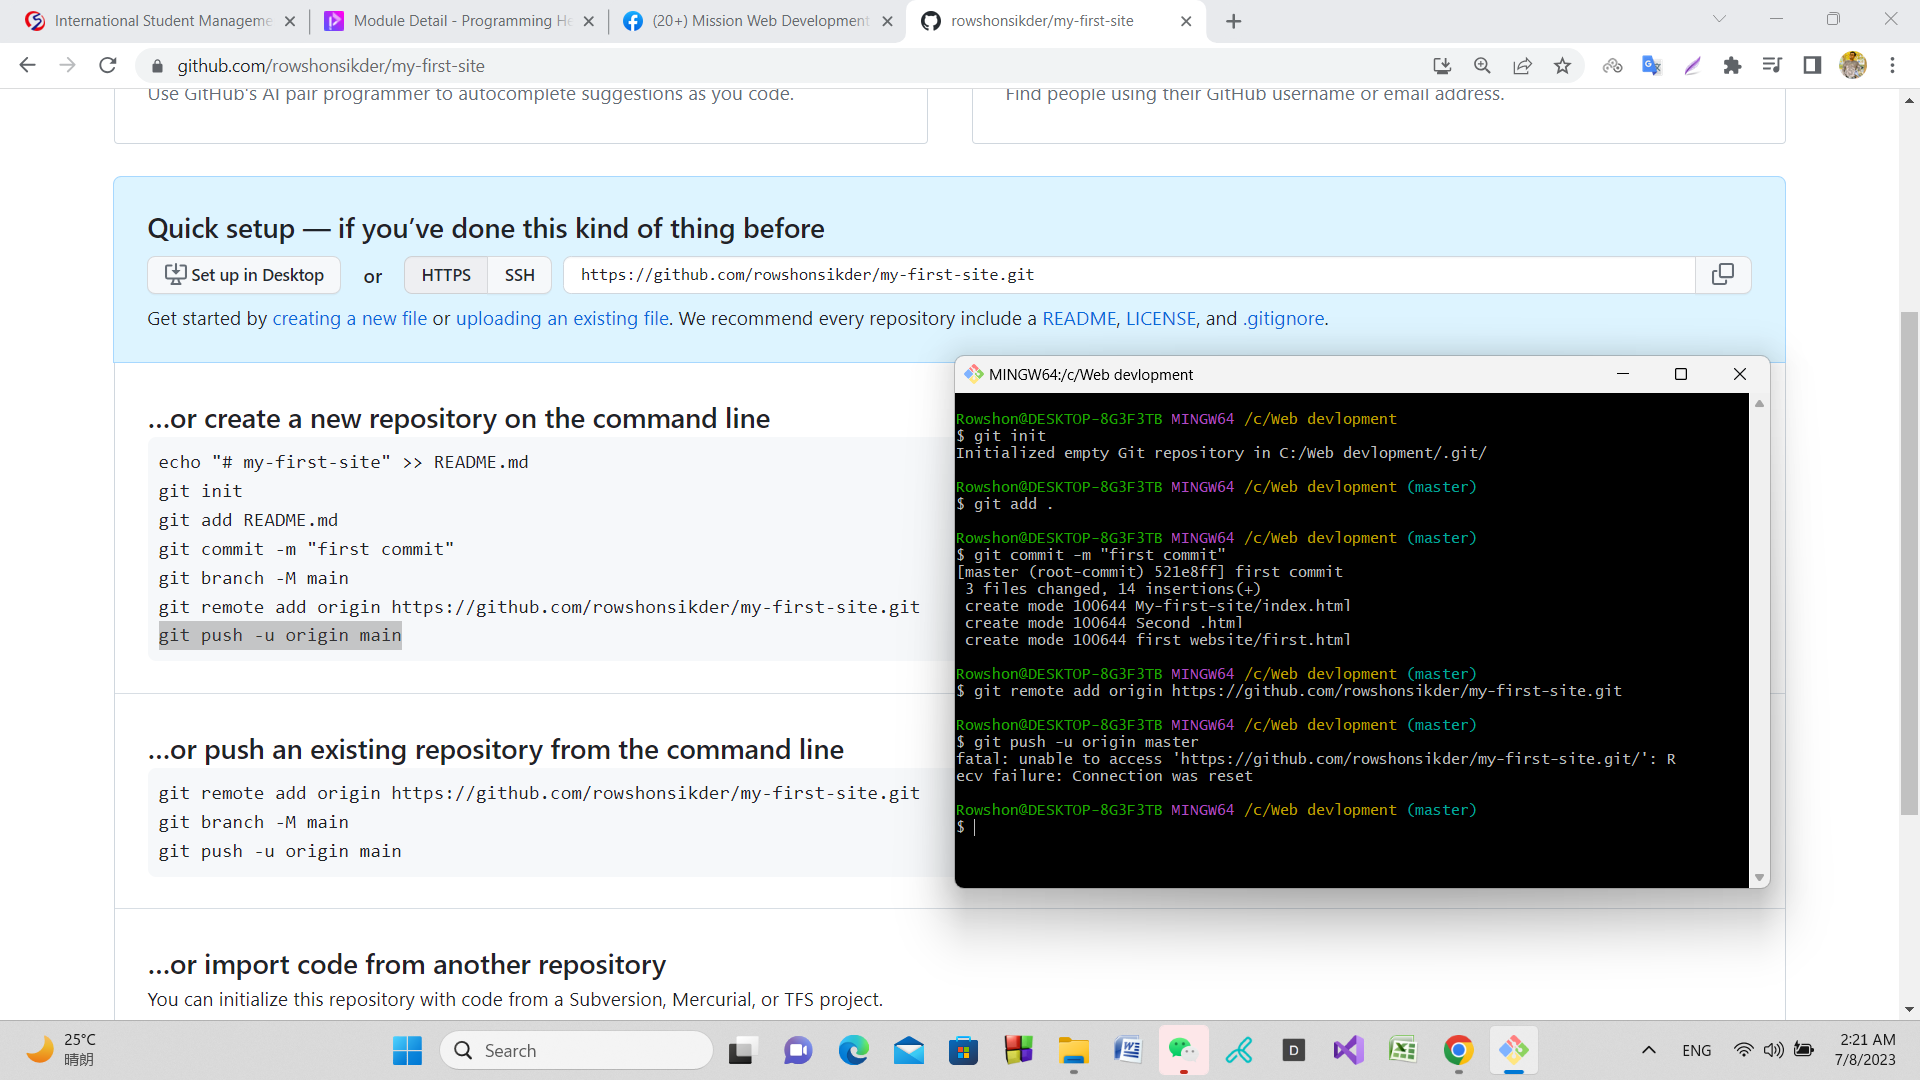 International Student Manageme
Module Detail - Programming He
(20+) Mission Web Development
rowshonsikder/my-first-site
github.com/rowshonsikder/my-first-site
Use GitHub's AI pair programmer to autocomplete suggestions as you code.
Find people using their GitHub username or email address.
Quick setup — if you’ve done this kind of thing before
Set up in Desktop or HTTPS SSH https://github.com/rowshonsikder/my-first-site.git
Get started by creating a new file or uploading an existing file. We recommend every repository include a README, LICENSE, and .gitignore.
…or create a new repository on the command line
echo "# my-first-site" >> README.md
git init
git add README.md
git commit -m "first commit"
git branch -M main
git remote add origin https://github.com/rowshonsikder/my-first-site.git
git push -u origin main
…or push an existing repository from the command line
git remote add origin https://github.com/rowshonsikder/my-first-site.git
git branch -M main
git push -u origin main
…or import code from another repository
You can initialize this repository with code from a Subversion, Mercurial, or TFS project.
MINGW64:/c/Web devlopment
Rowshon@DESKTOP-8G3F3TB MINGW64 /c/Web devlopment
$ git init
Initialized empty Git repository in C:/Web devlopment/.git/
Rowshon@DESKTOP-8G3F3TB MINGW64 /c/Web devlopment (master)
$ git add .
Rowshon@DESKTOP-8G3F3TB MINGW64 /c/Web devlopment (master)
$ git commit -m "first commit"
[master (root-commit) 521e8ff] first commit
3 files changed, 14 insertions(+)
create mode 100644 My-first-site/index.html
create mode 100644 Second .html
create mode 100644 first website/first.html
Rowshon@DESKTOP-8G3F3TB MINGW64 /c/Web devlopment (master)
$ git remote add origin https://github.com/rowshonsikder/my-first-site.git
Rowshon@DESKTOP-8G3F3TB MINGW64 /c/Web devlopment (master)
$ git push -u origin master
fatal: unable to access 'https://github.com/rowshonsikder/my-first-site.git/': R
ecv failure: Connection was reset
Rowshon@DESKTOP-8G3F3TB MINGW64 /c/Web devlopment (master)
$
25°C
晴朗
Search
ENG
2:21 AM
7/8/2023